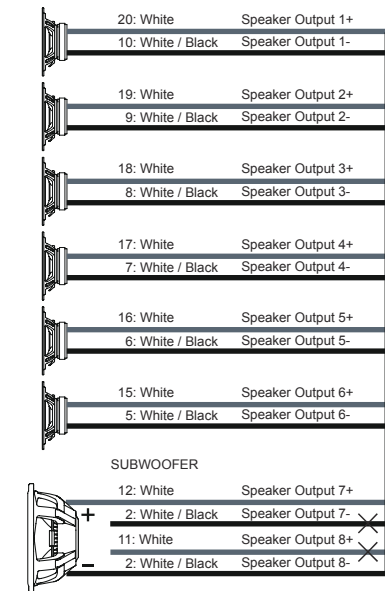 20: White Speaker Output 1+
10: White / Black Speaker Output 1-
19: White Speaker Output 2+
9: White / Black Speaker Output 2-
18: White Speaker Output 3+
8: White / Black Speaker Output 3-
17: White Speaker Output 4+
7: White / Black Speaker Output 4-
16: White Speaker Output 5+
6: White / Black Speaker Output 5-
15: White Speaker Output 6+
5: White / Black Speaker Output 6-
SUBWOOFER
12: White Speaker Output 7+
+ 2: White / Black Speaker Output 7-
11: White Speaker Output 8+
– 2: White / Black Speaker Output 8-